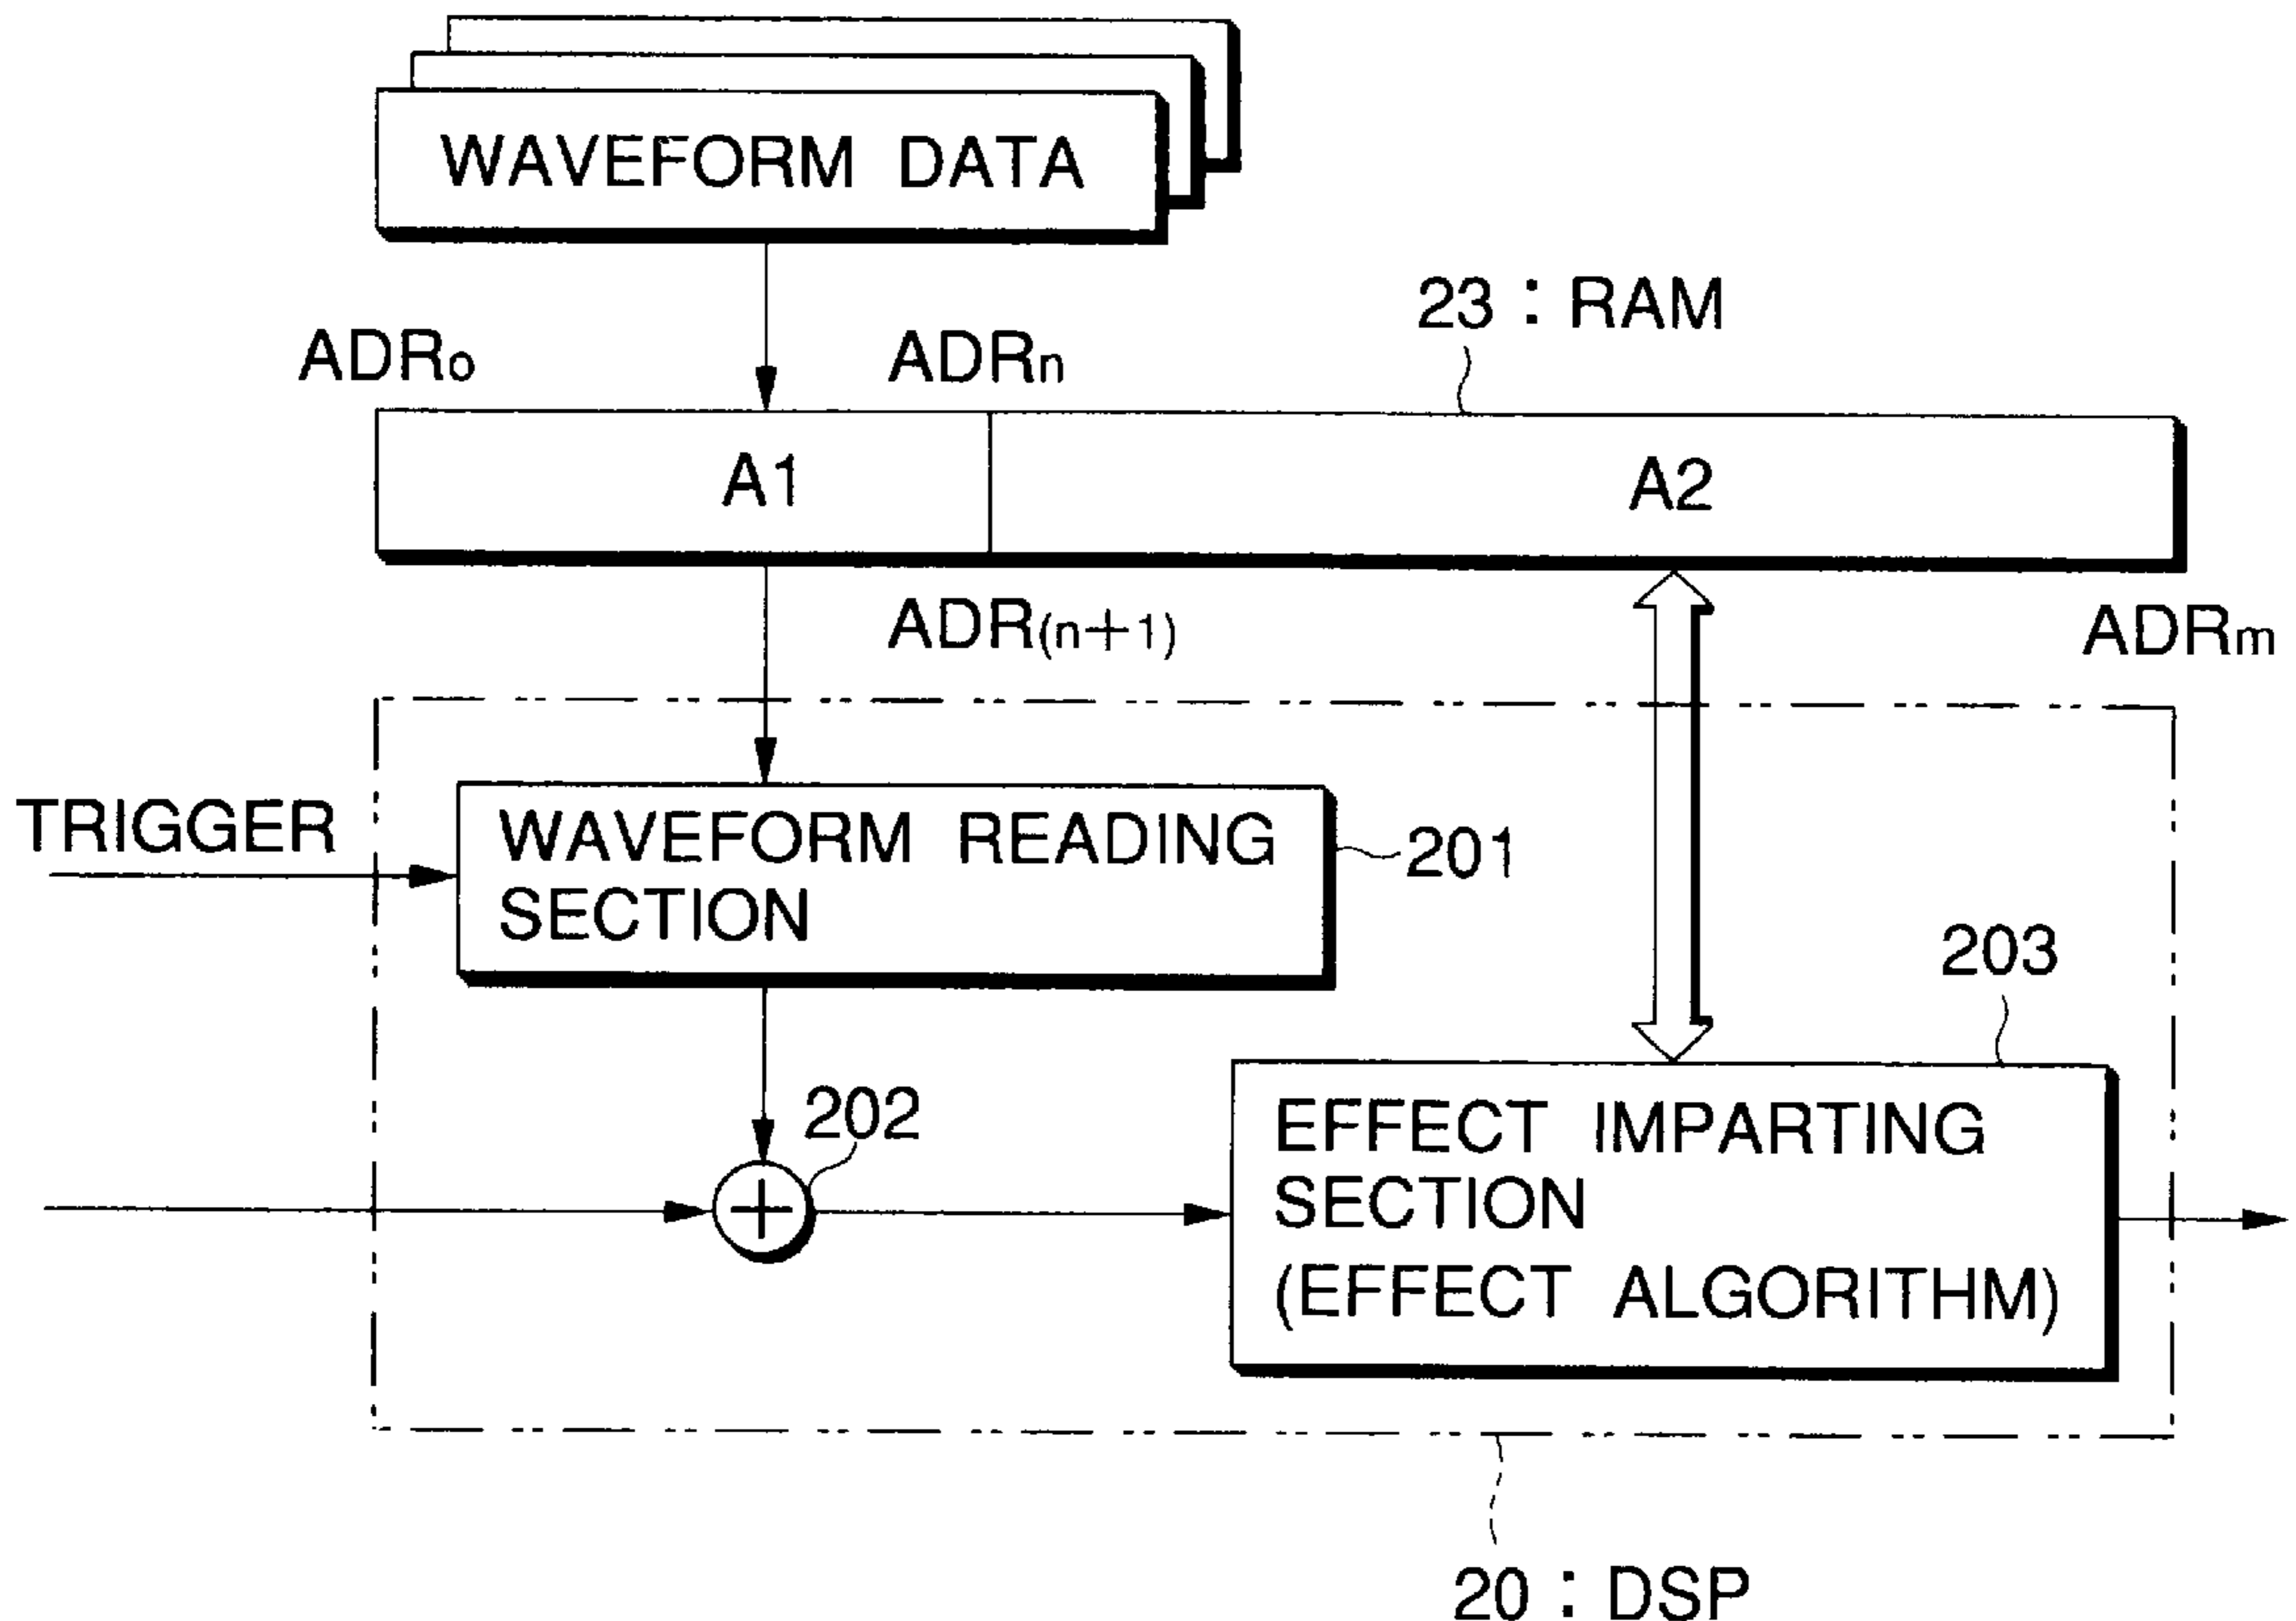 WAVEFORM DATA
23 : RAM
ADRo
ADRn
A1
A2
ADR(n+1)
ADRm
TRIGGER
WAVEFORM READING
SECTION
201
203
202
EFFECT IMPARTING
SECTION
(EFFECT ALGORITHM)
20 : DSP